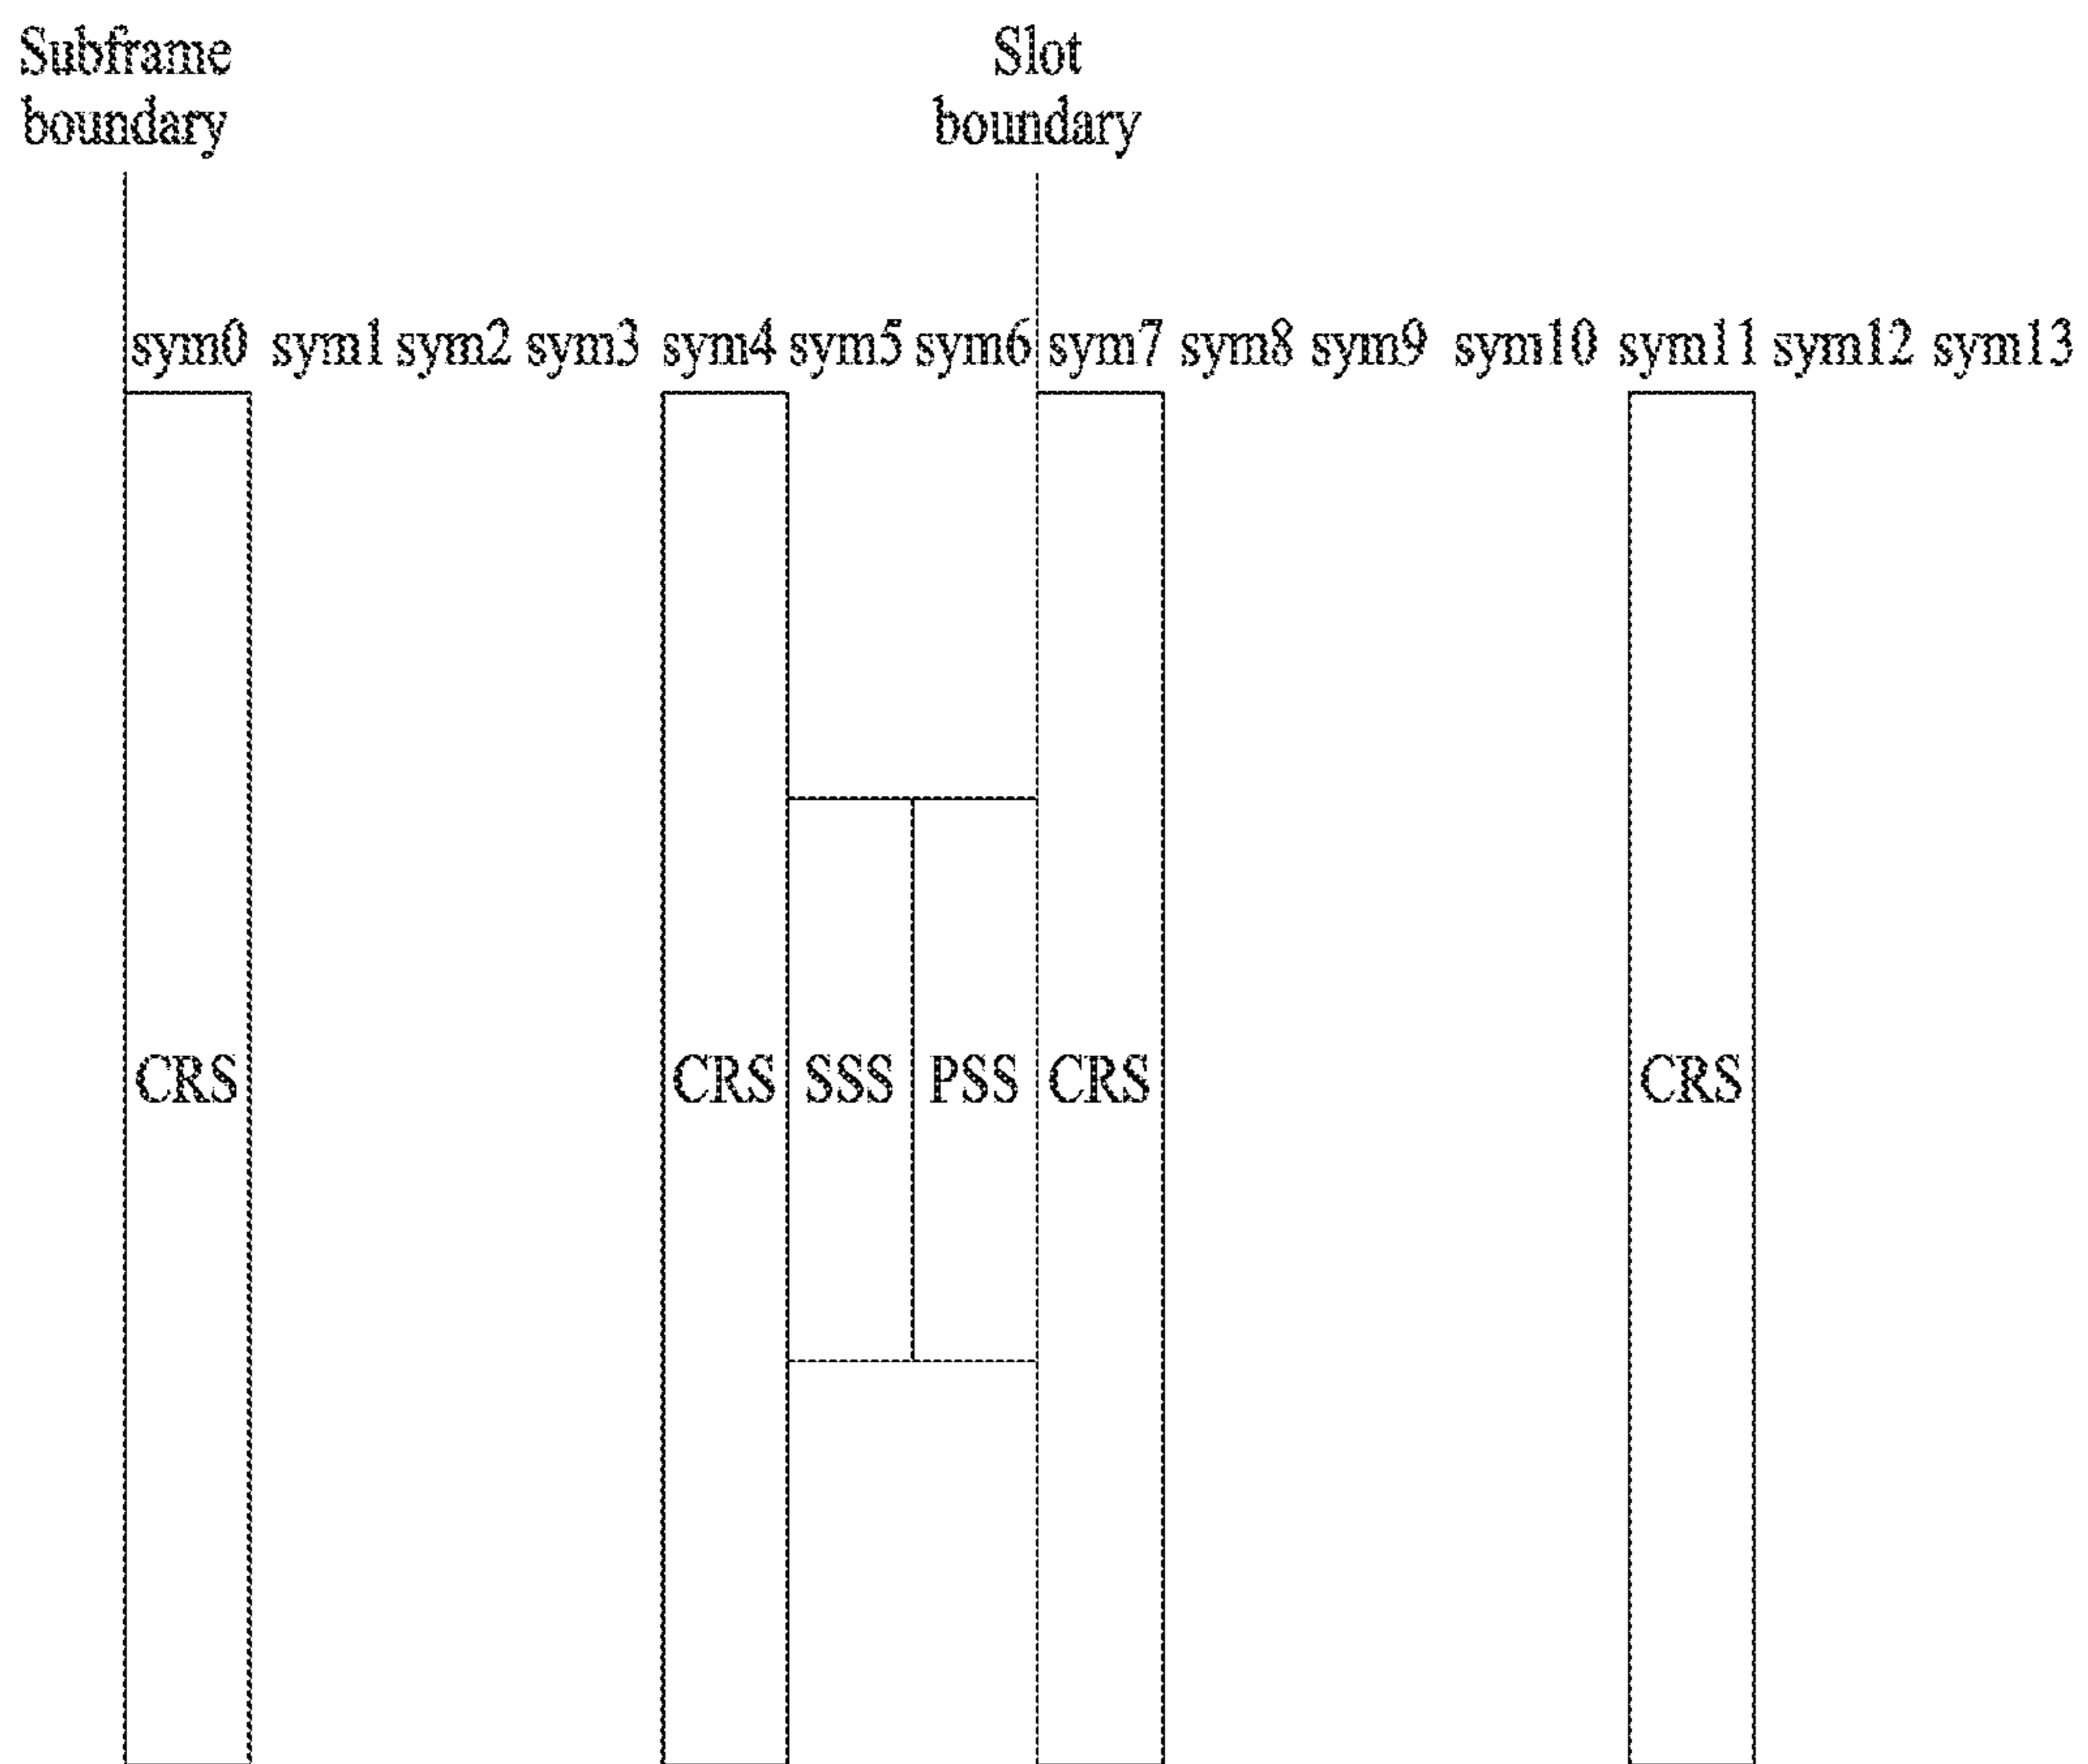 Subframe
boundary
Slot
boundary
sym0 sym1 sym2 sym3 sym4 sym5 sym6 sym7 sym8 sym9 sym10 sym11 sym12 sym13
CRS CRS SSS PSS CRS CRS